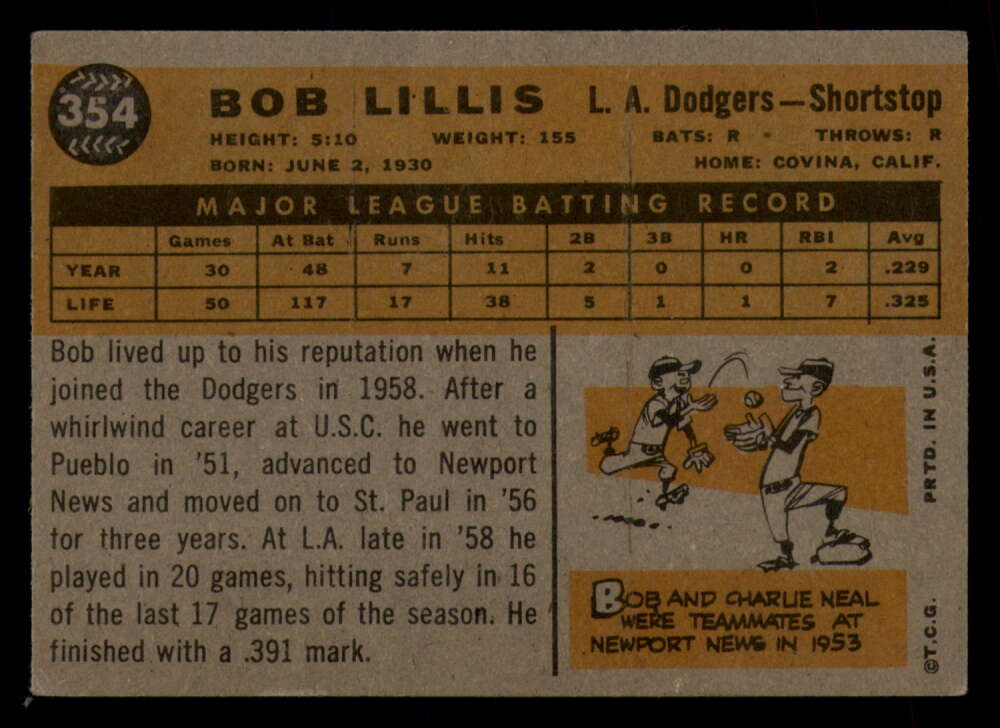 354
BOB LILLIS L. A. Dodgers—Shortstop
HEIGHT: 5:10 WEIGHT: 155 BATS: R THROWS: R
BORN: JUNE 2, 1930 HOME: COVINA, CALIF.
MAJOR LEAGUE BATTING RECORD
Games At Bat Runs Hits 2B 3B HR RBI Avg
YEAR 30 48 7 11 2 0 0 2 .229
LIFE 50 117 17 38 5 1 1 7 .325
Bob lived up to his reputation when he
joined the Dodgers in 1958. After a
whirlwind career at U.S.C. he went to
Pueblo in '51, advanced to Newport
News and moved on to St. Paul in '56
for three years. At L.A. late in '58 he
played in 20 games, hitting safely in 16
of the last 17 games of the season. He
finished with a .391 mark.
BOB AND CHARLIE NEAL
WERE TEAMMATES AT
NEWPORT NEWS IN 1953
©T.C.G. PRTD. IN U.S.A.